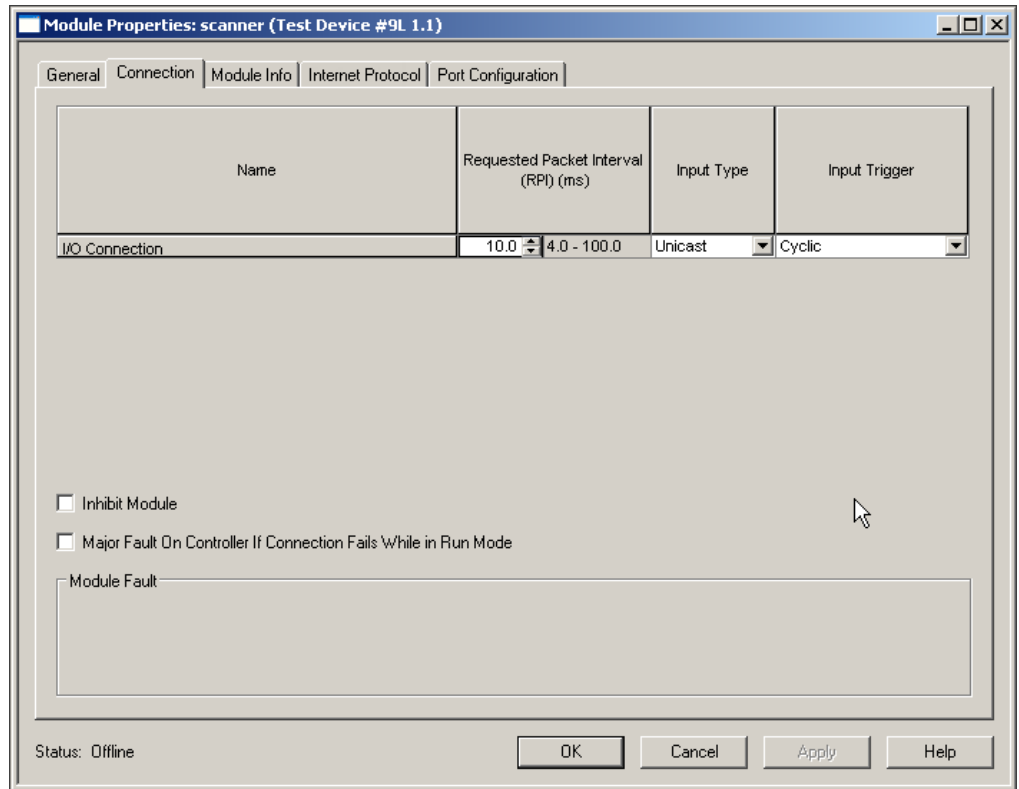 Module Properties: scanner (Test Device #9L 1.1)
General Connection Module Info Internet Protocol Port Configuration
Name
Requested Packet Interval
(RPI) (ms)
Input Type
Input Trigger
I/O Connection 10.0 4.0 - 100.0 Unicast Cyclic
Inhibit Module
Major Fault On Controller If Connection Fails While in Run Mode
Module Fault
Status: Offline OK Cancel Apply Help